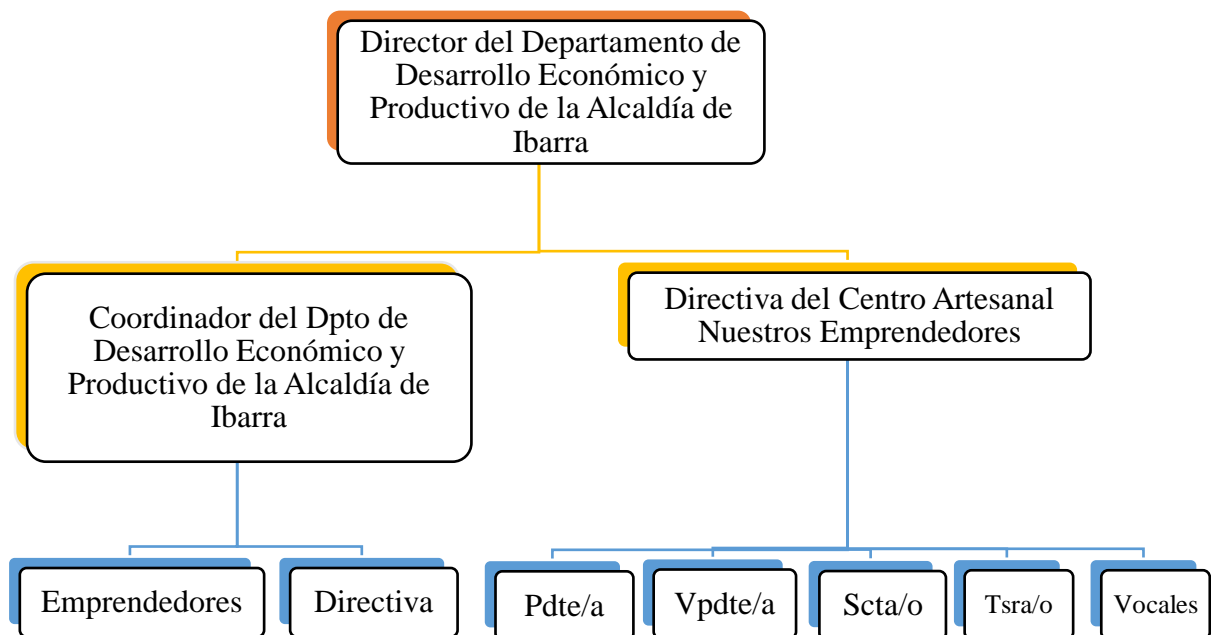 Director del Departamento de
Desarrollo Económico y
Productivo de la Alcaldía de
Ibarra
Coordinador del Dpto de
Desarrollo Económico y
Productivo de la Alcaldía de
Ibarra
Directiva del Centro Artesanal
Nuestros Emprendedores
Emprendedores
Directiva
Pdte/a
Vpdte/a
Scta/o
Tsra/o
Vocales